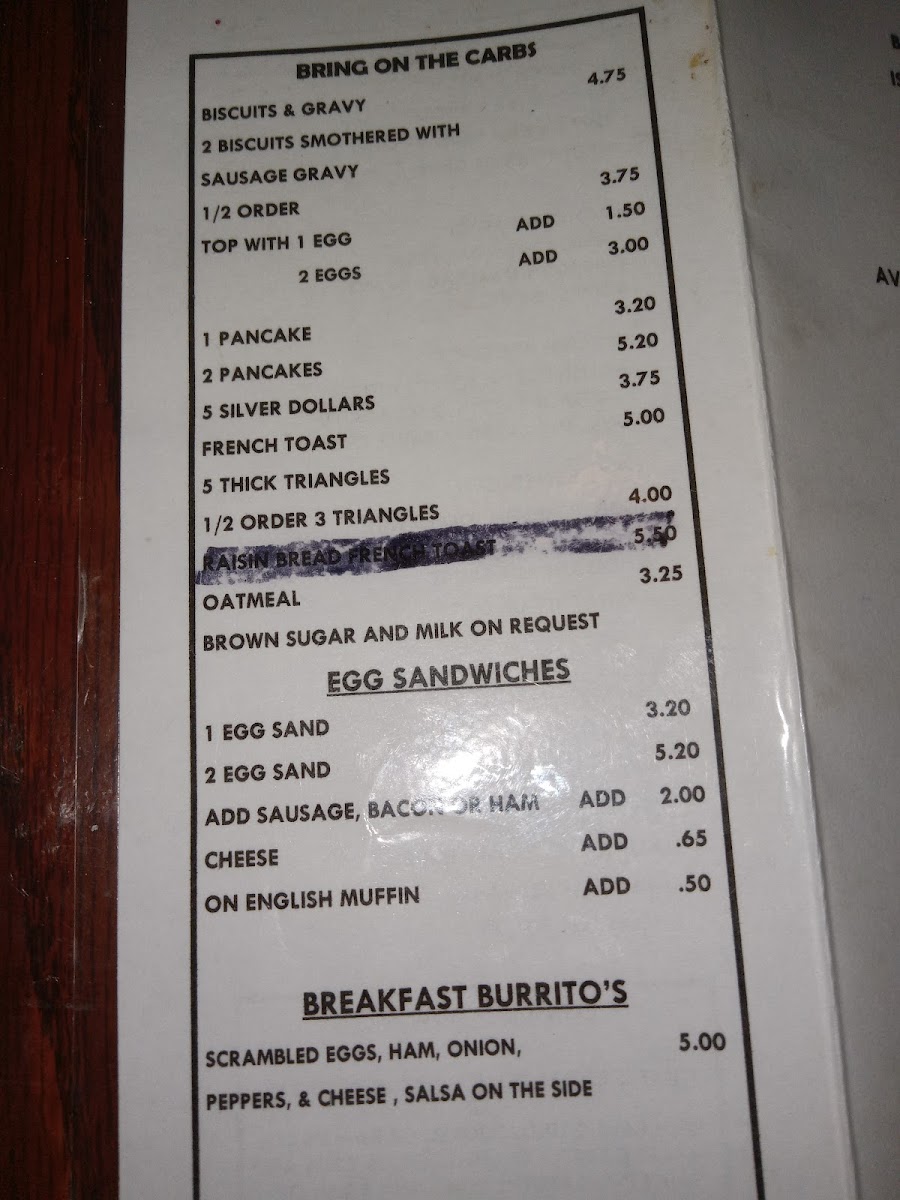 BRING ON THE CARBS
BISCUITS & GRAVY 4.75
2 BISCUITS SMOTHERED WITH
SAUSAGE GRAVY
1/2 ORDER 3.75
TOP WITH 1 EGG ADD 1.50
2 EGGS ADD 3.00
1 PANCAKE 3.20
2 PANCAKES 5.20
5 SILVER DOLLARS 3.75
FRENCH TOAST 5.00
5 THICK TRIANGLES
1/2 ORDER 3 TRIANGLES 4.00
RAISIN BREAD FRENCH TOAST 5.50
OATMEAL 3.25
BROWN SUGAR AND MILK ON REQUEST
EGG SANDWICHES
1 EGG SAND 3.20
2 EGG SAND 5.20
ADD SAUSAGE, BACON OR HAM ADD 2.00
CHEESE ADD .65
ON ENGLISH MUFFIN ADD .50
BREAKFAST BURRITO'S
SCRAMBLED EGGS, HAM, ONION, 5.00
PEPPERS, & CHEESE , SALSA ON THE SIDE